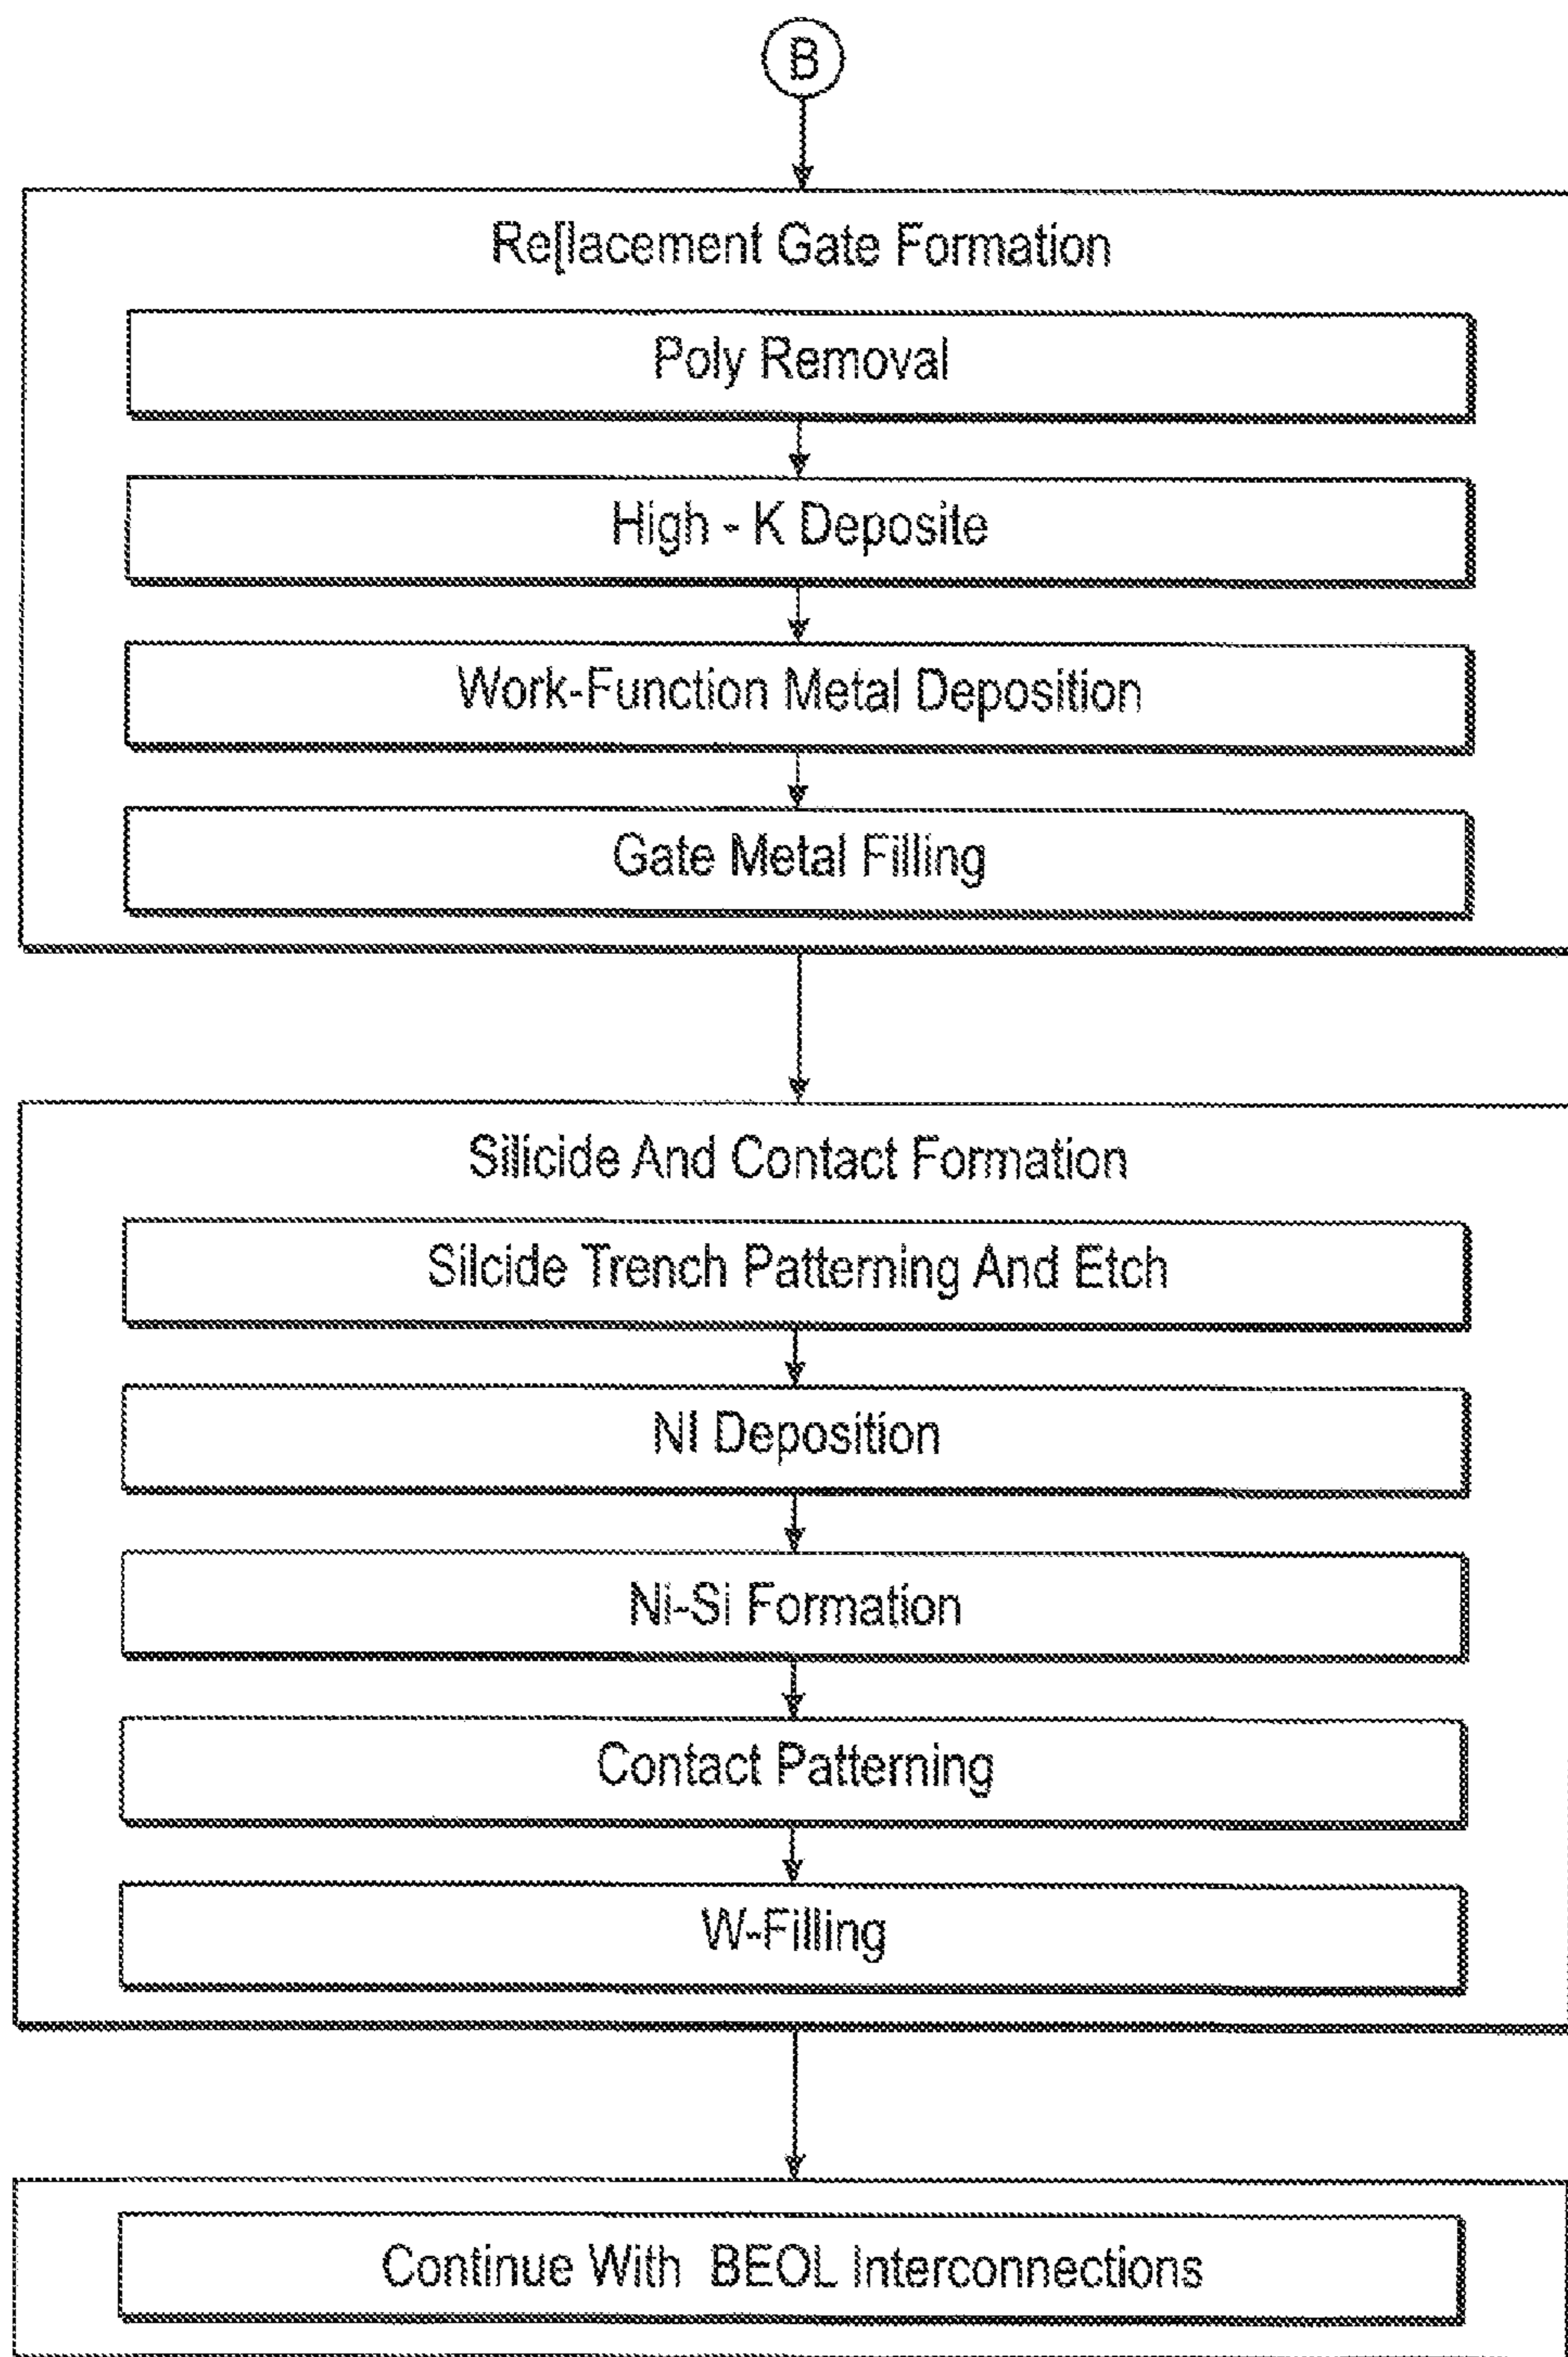 B
Re[lacement Gate Formation
Poly Removal
High - K Deposite
Work-Function Metal Deposition
Gate Metal Filling
Silicide And Contact Formation
Silcide Trench Patterning And Etch
NI Deposition
Ni-Si Formation
Contact Patterning
W-Filling
Continue With BEOL Interconnections